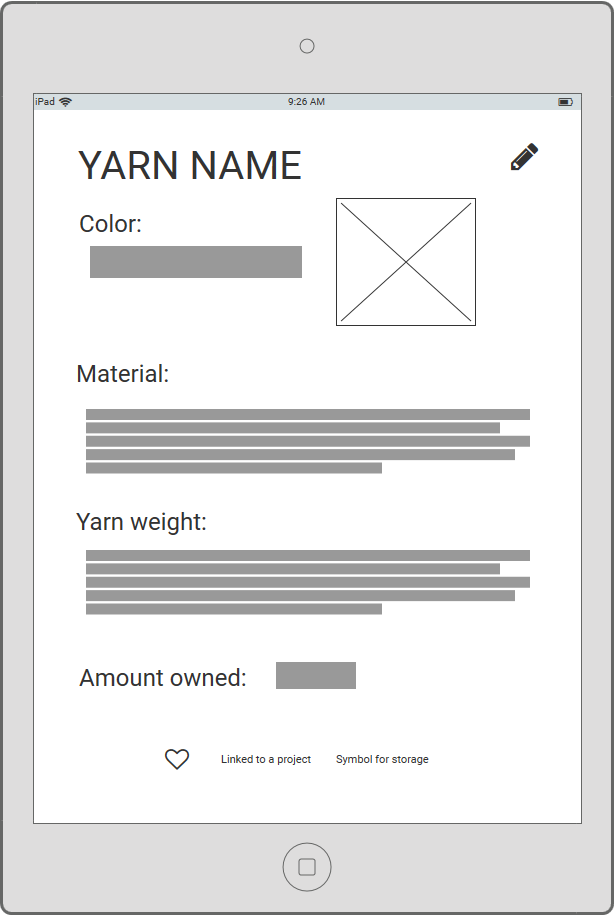 iPad 9:26 AM
YARN NAME
Color:
Material:
Yarn weight:
Amount owned:
Linked to a project Symbol for storage